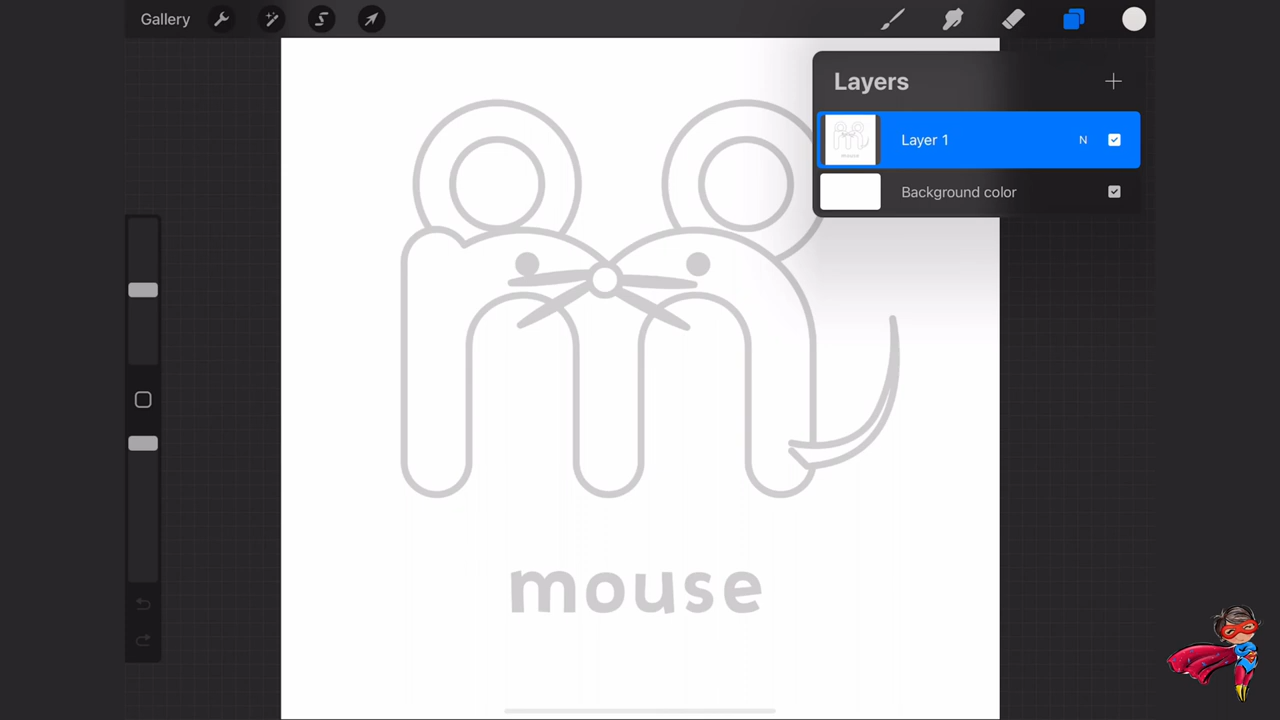 Gallery
Layers
Layer 1
N
Background color
m
mouse